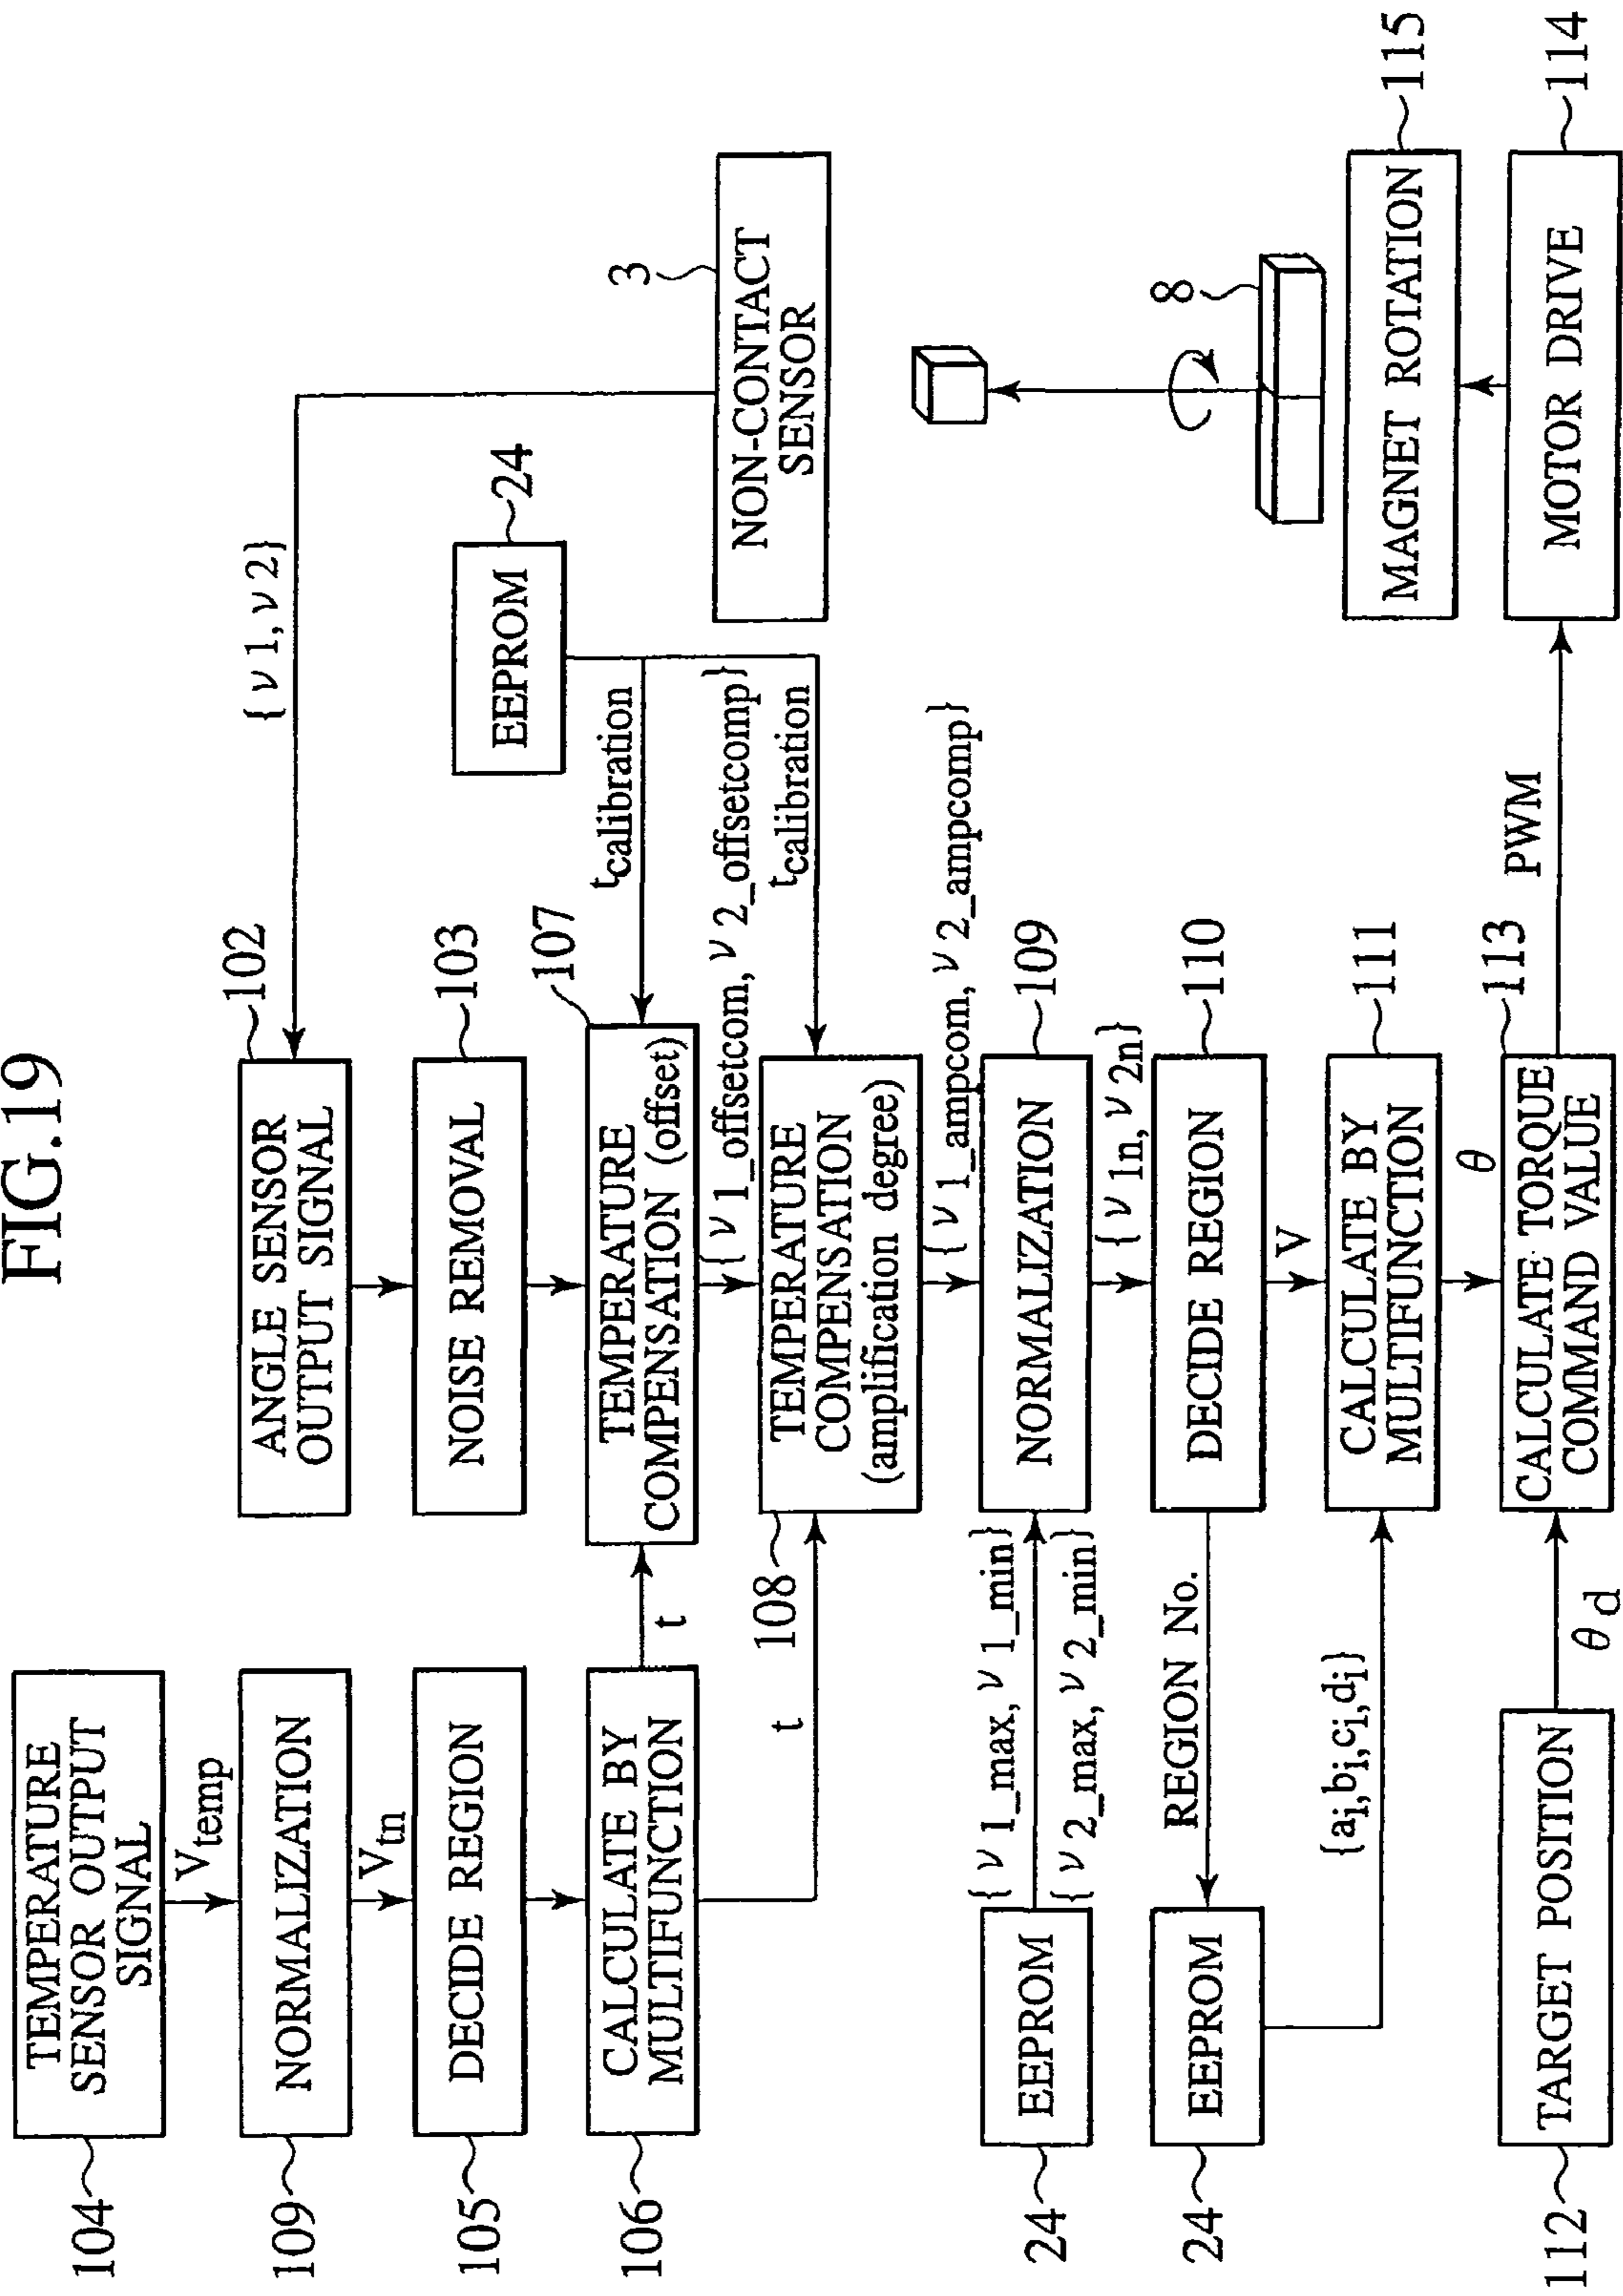 FIG.19
TEMPERATURE
SENSOR OUTPUT
SIGNAL
104
Vtemp
NORMALIZATION
109
Vtn
DECIDE REGION
105
CALCULATE BY
MULTIFUNCTION
106
t
t
ANGLE SENSOR
OUTPUT SIGNAL
102
{ν1,ν2}
NOISE REMOVAL
103
TEMPERATURE
COMPENSATION (offset)
107
EEPROM
24
tcalibration
{ν1_offsetcom,ν2_offsetcomp}
tcalibration
NON-CONTACT
SENSOR
3
TEMPERATURE
COMPENSATION
(amplification degree)
108
{ν1_ampcom,ν2_ampcomp}
EEPROM
24
{ν1_max,ν1_min}
{ν2_max,ν2_min}
NORMALIZATION
109
{ν1n,ν2n}
DECIDE REGION
110
REGION No.
EEPROM
24
V
{ai,bi,ci,di}
CALCULATE BY
MULTIFUNCTION
111
θ
TARGET POSITION
112
θd
CALCULATE TORQUE
COMMAND VALUE
113
PWM
MOTOR DRIVE
114
MAGNET ROTATION
115
8